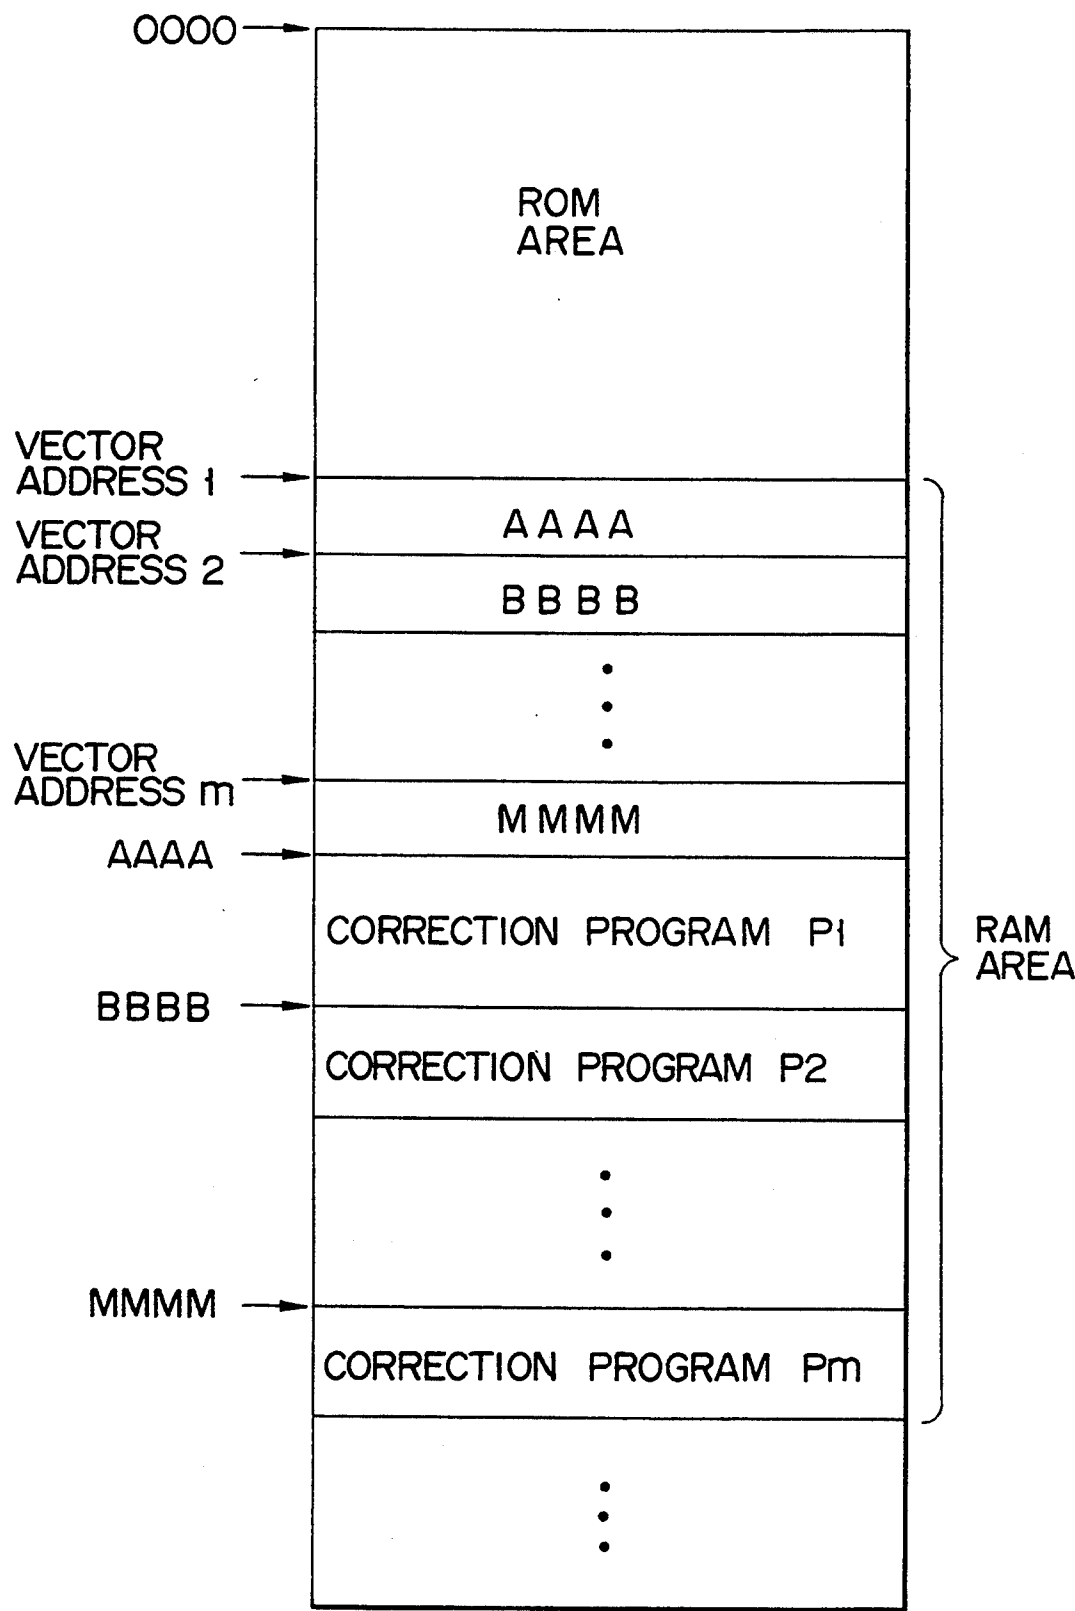 0000
ROM
AREA
VECTOR
ADDRESS 1
AAAA
VECTOR
ADDRESS 2
BBBB
VECTOR
ADDRESS m
MMMM
AAAA
CORRECTION PROGRAM P1
RAM
AREA
BBBB
CORRECTION PROGRAM P2
MMMM
CORRECTION PROGRAM Pm